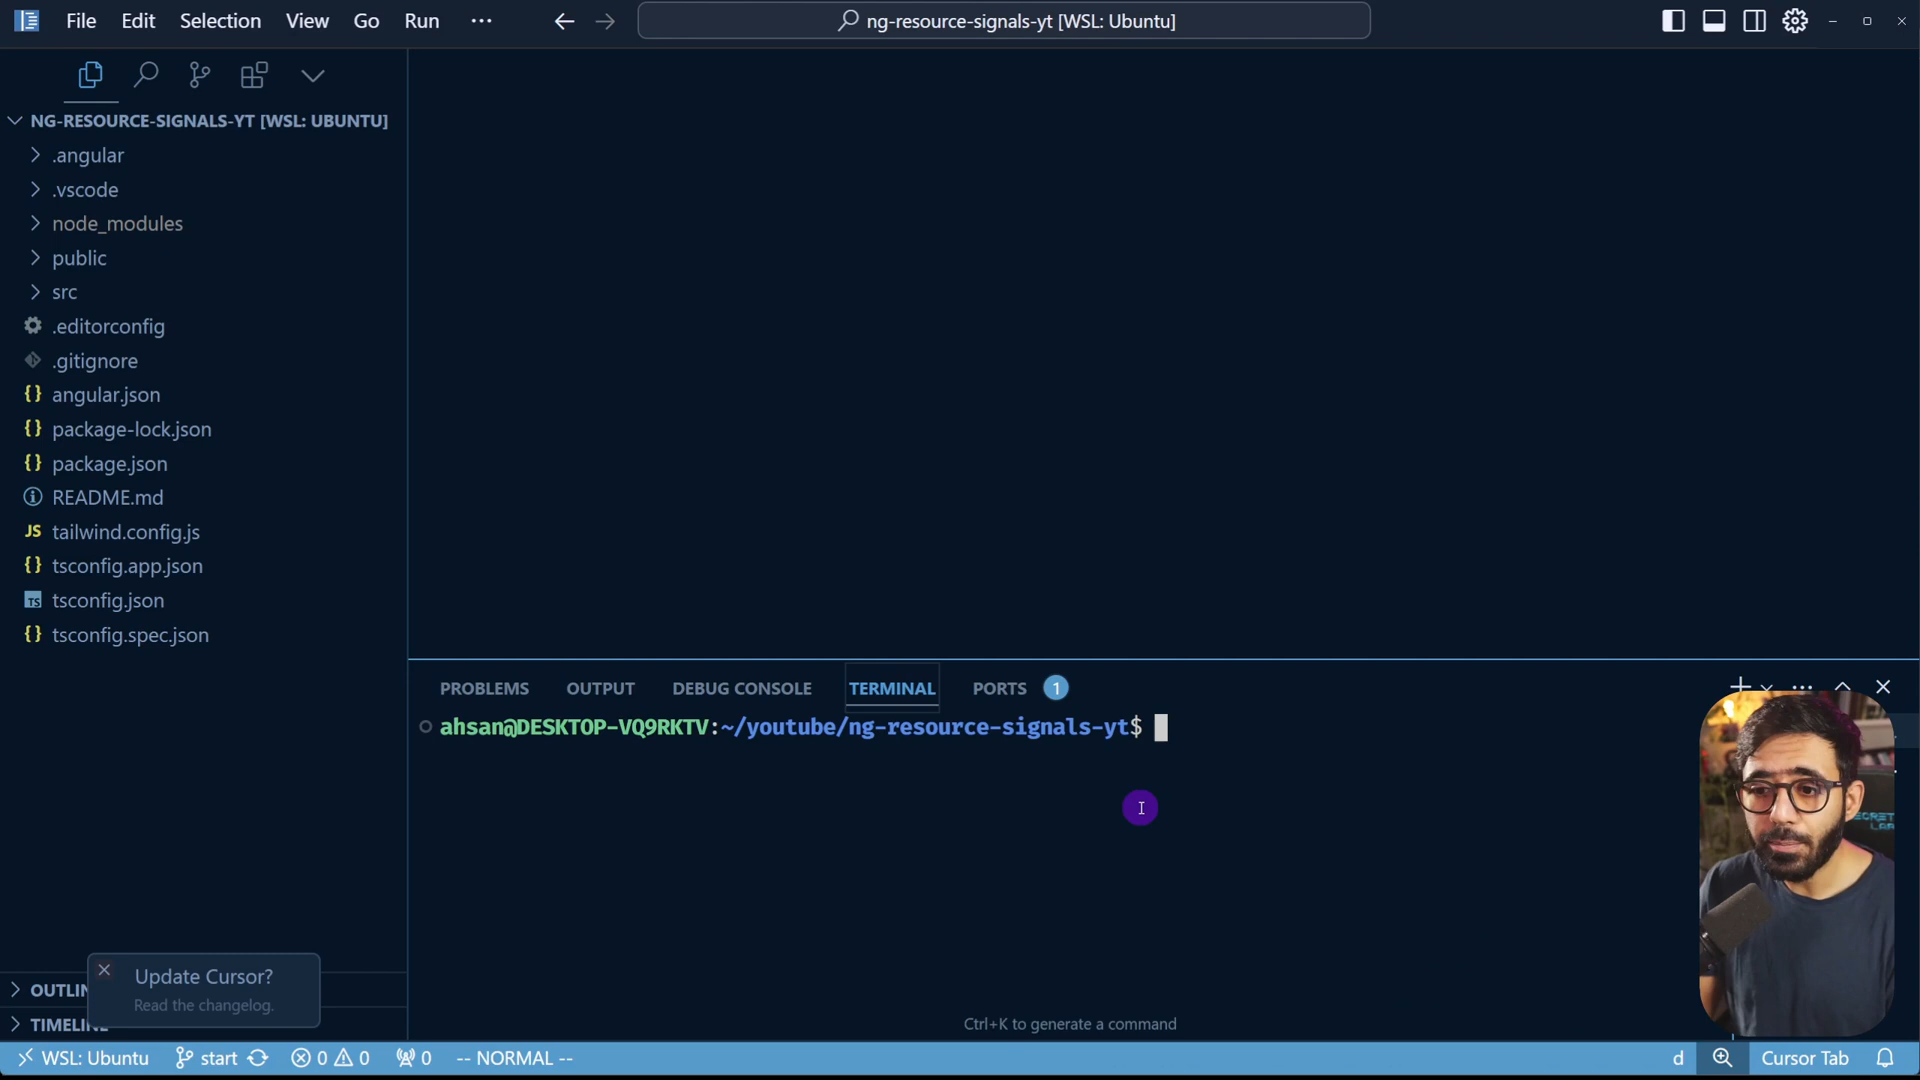 File Edit Selection View Go Run ···
ng-resource-signals-yt [WSL: Ubuntu]
NG-RESOURCE-SIGNALS-YT [WSL: UBUNTU]
.angular
.vscode
node_modules
public
src
.editorconfig
.gitignore
{} angular.json
{} package-lock.json
{} package.json
README.md
JS tailwind.config.js
{} tsconfig.app.json
TS tsconfig.json
{} tsconfig.spec.json
PROBLEMS OUTPUT DEBUG CONSOLE TERMINAL PORTS 1
ahsan@DESKTOP-VQ9RKTV:~/youtube/ng-resource-signals-yt$
Update Cursor?
Read the changelog.
OUTLIN
TIMELINE
Ctrl+K to generate a command
WSL: Ubuntu start 0 0 0 -- NORMAL -- d Cursor Tab